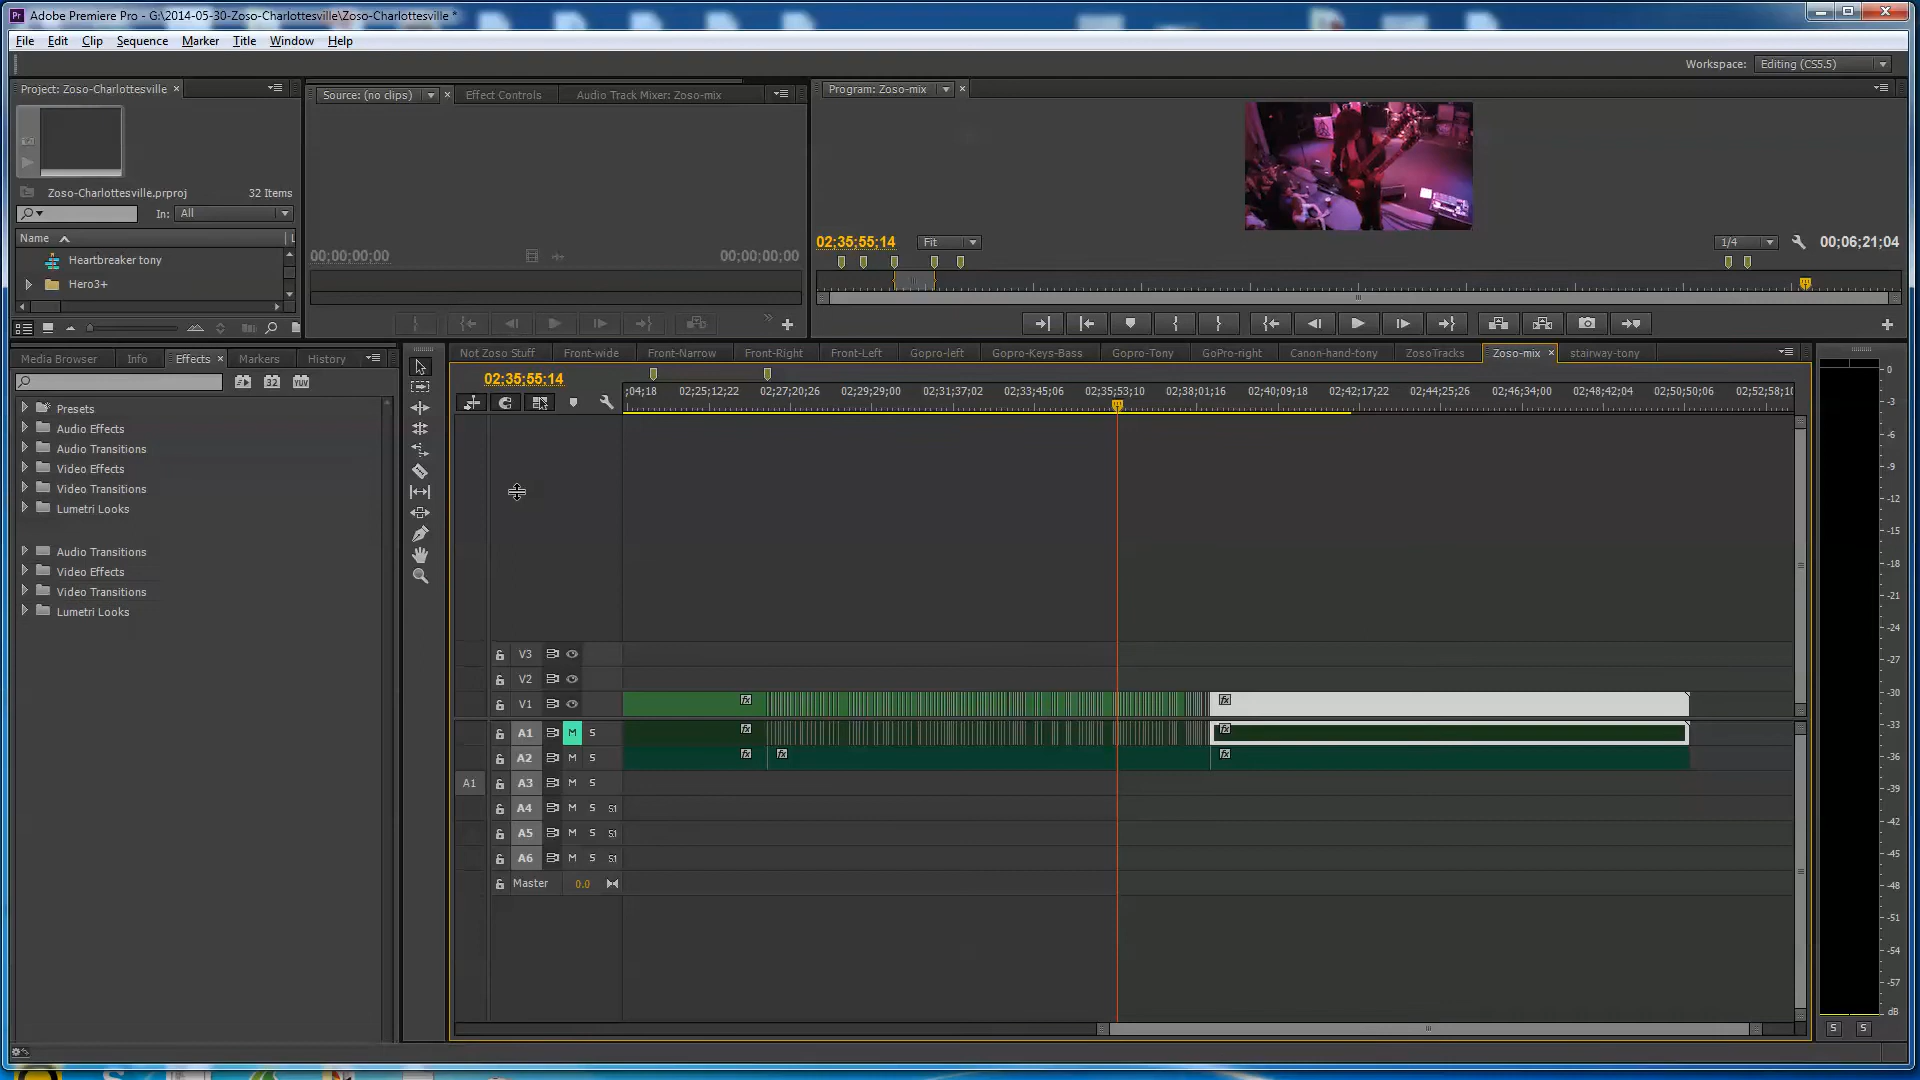 Adobe Premiere Pro - G:\2014-05-30-Zoso-Charlottesville\Zoso-Charlottesville *
File Edit Clip Sequence Marker Title Window Help
Workspace: Editing (CS5.5)
Project: Zoso-Charlottesville
Source: (no clips) Effect Controls Audio Track Mixer: Zoso-mix
Program: Zoso-mix
Zoso-Charlottesville.prproj 32 Items
In: All
Name
Heartbreaker tony
Hero3+
00;00;00;00 00;00;00;00
02;35;55;14 Fit 1/4 00;06;21;04
Media Browser Info Effects Markers History
Presets
Audio Effects
Audio Transitions
Video Effects
Video Transitions
Lumetri Looks
Audio Transitions
Video Effects
Video Transitions
Lumetri Looks
Not Zoso Stuff Front-wide Front-Narrow Front-Right Front-Left Gopro-left Gopro-Keys-Bass Gopro-Tony GoPro-right Canon-hand-tony ZosoTracks Zoso-mix stairway-tony
02;35;55;14
;04;18 02;25;12;22 02;27;20;26 02;29;29;00 02;31;37;02 02;33;45;06 02;35;53;10 02;38;01;16 02;40;09;18 02;42;17;22 02;44;25;26 02;46;34;00 02;48;42;04 02;50;50;06 02;52;58;10
V3
V2
V1
A1 M S
A2 M S
A1 A3 M S
A4 M S 51
A5 M S 51
A6 M S 51
Master 0.0
0
-3
-6
-9
-12
-15
-18
-21
-24
-27
-30
-33
-36
-39
-42
-45
-48
-51
-54
-57
dB
S S